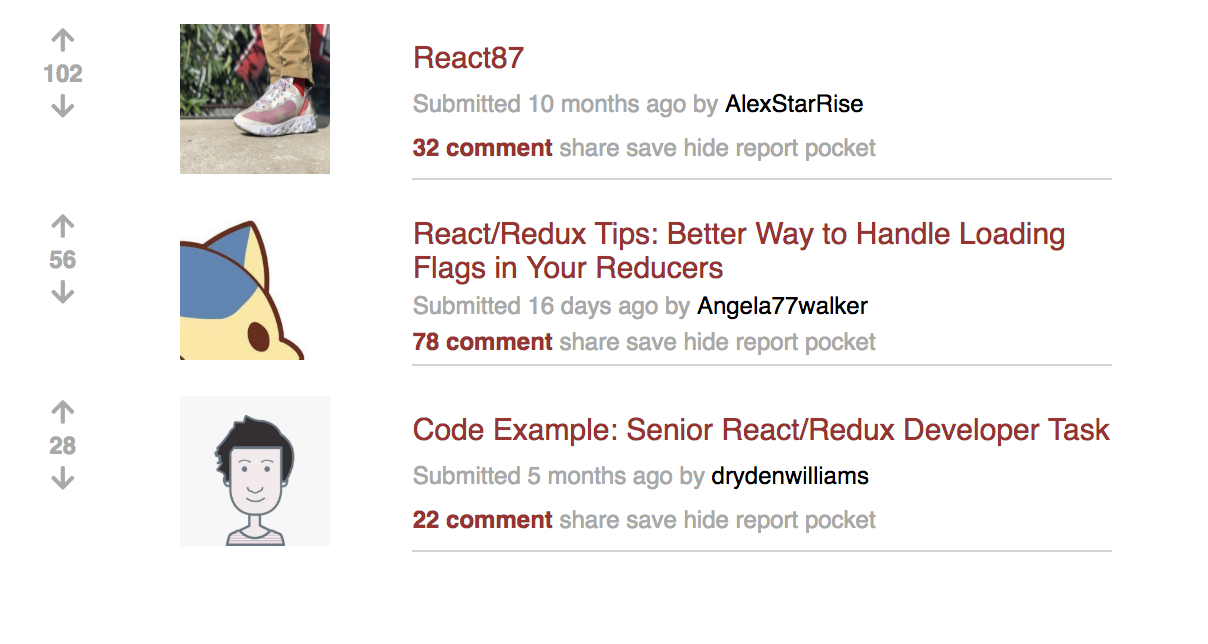 102
React87
Submitted 10 months ago by AlexStarRise
32 comment share save hide report pocket
56
React/Redux Tips: Better Way to Handle Loading
Flags in Your Reducers
Submitted 16 days ago by Angela77walker
78 comment share save hide report pocket
28
Code Example: Senior React/Redux Developer Task
Submitted 5 months ago by drydenwilliams
22 comment share save hide report pocket